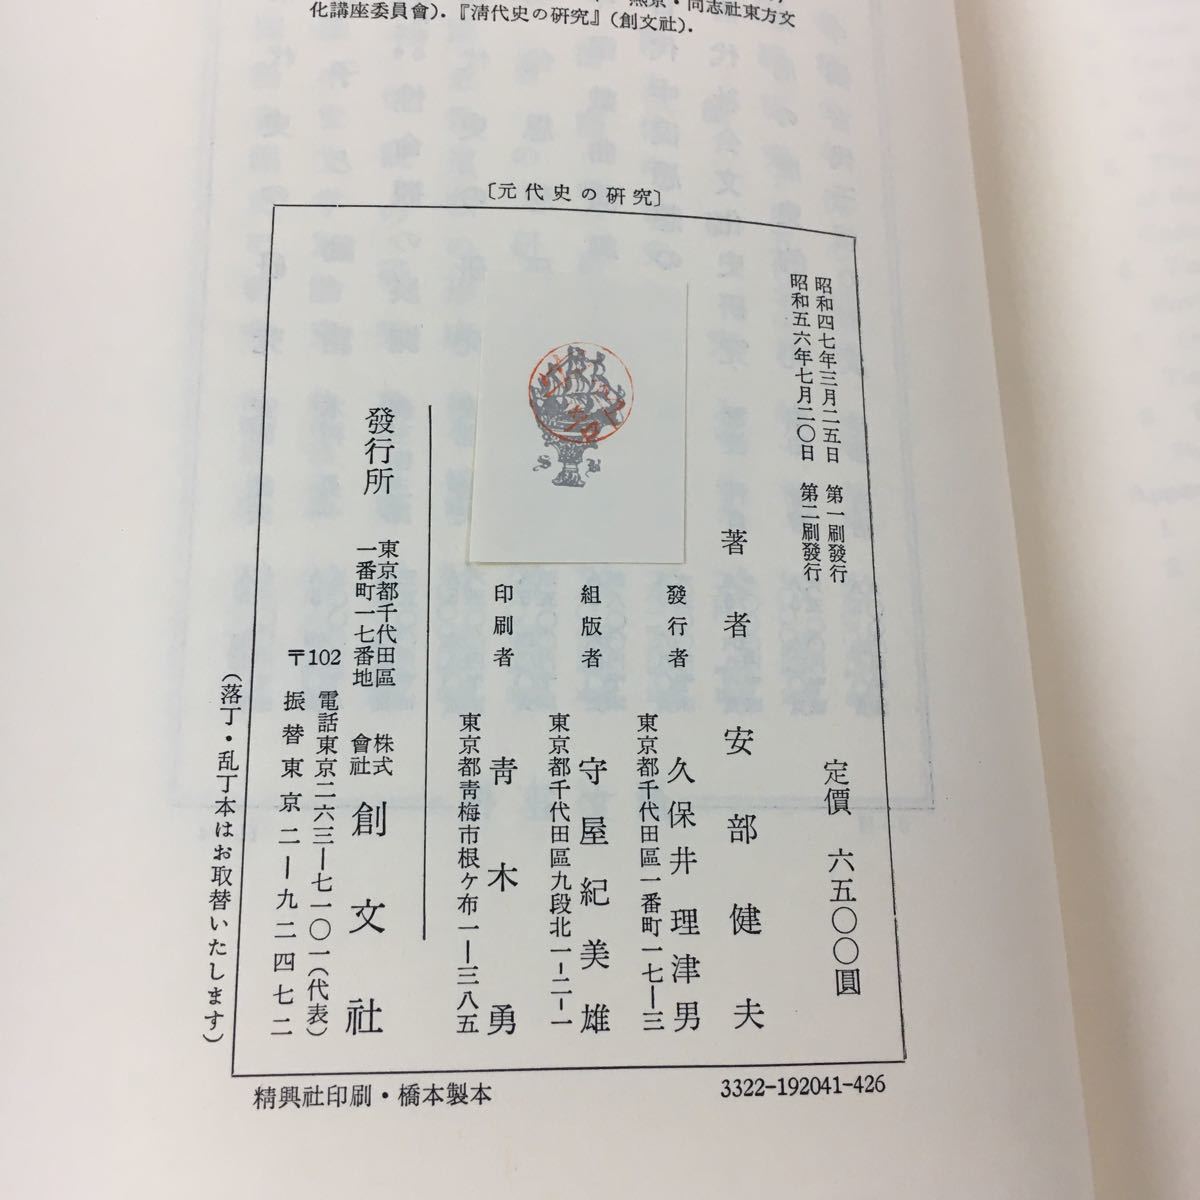 化講座委員會）．『清代史の研究』（創文社）．
〔元代史の研究〕
昭和四七年三月二五日　第一刷發行
昭和五六年七月二〇日　第二刷發行
定價　六五〇〇圓
著者　安部健夫
發行者　久保井理津男
東京都千代田區一番町一七―三
組版者　守屋紀美雄
東京都千代田區九段北一―二―一
印刷者　青木勇
東京都青梅市根ケ布一―三八五
S B
發行所　株式會社　創文社
東京都千代田區
一番町一七番地
〒102　電話東京二六三―七一〇一（代表）
振替東京二―九二四七二
（落丁・乱丁本はお取替いたします）
精興社印刷・橋本製本
3322-192041-426